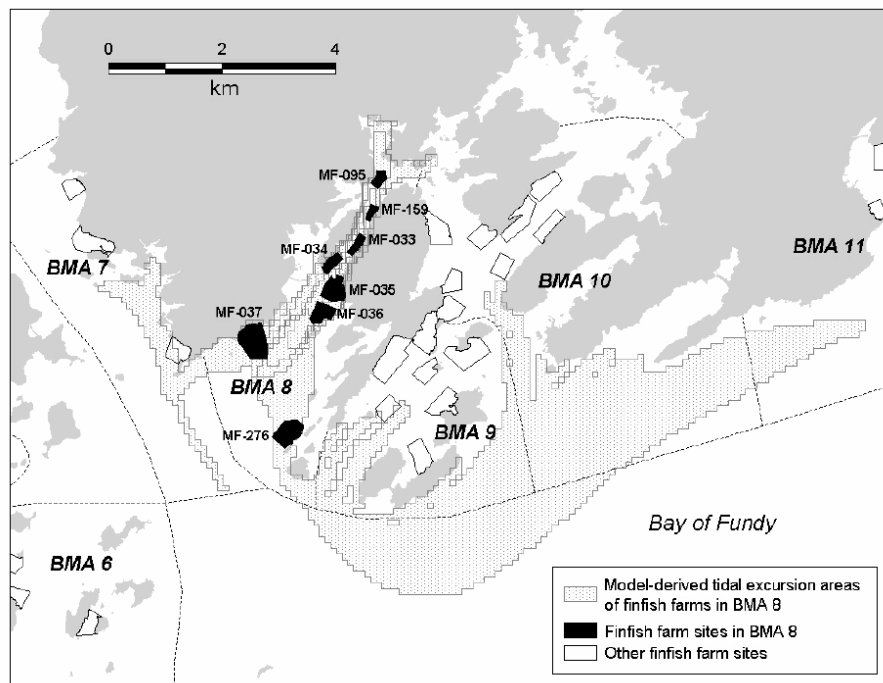 0 2 4
km
MF-095
MF-159
MF-034
MF-033
BMA 7
BMA 11
BMA 10
MF-035
MF-037
MF-036
BMA 8
MF-276
BMA 9
Bay of Fundy
BMA 6
Model-derived tidal excursion areas
of finfish farms in BMA 8
Finfish farm sites in BMA 8
Other finfish farm sites